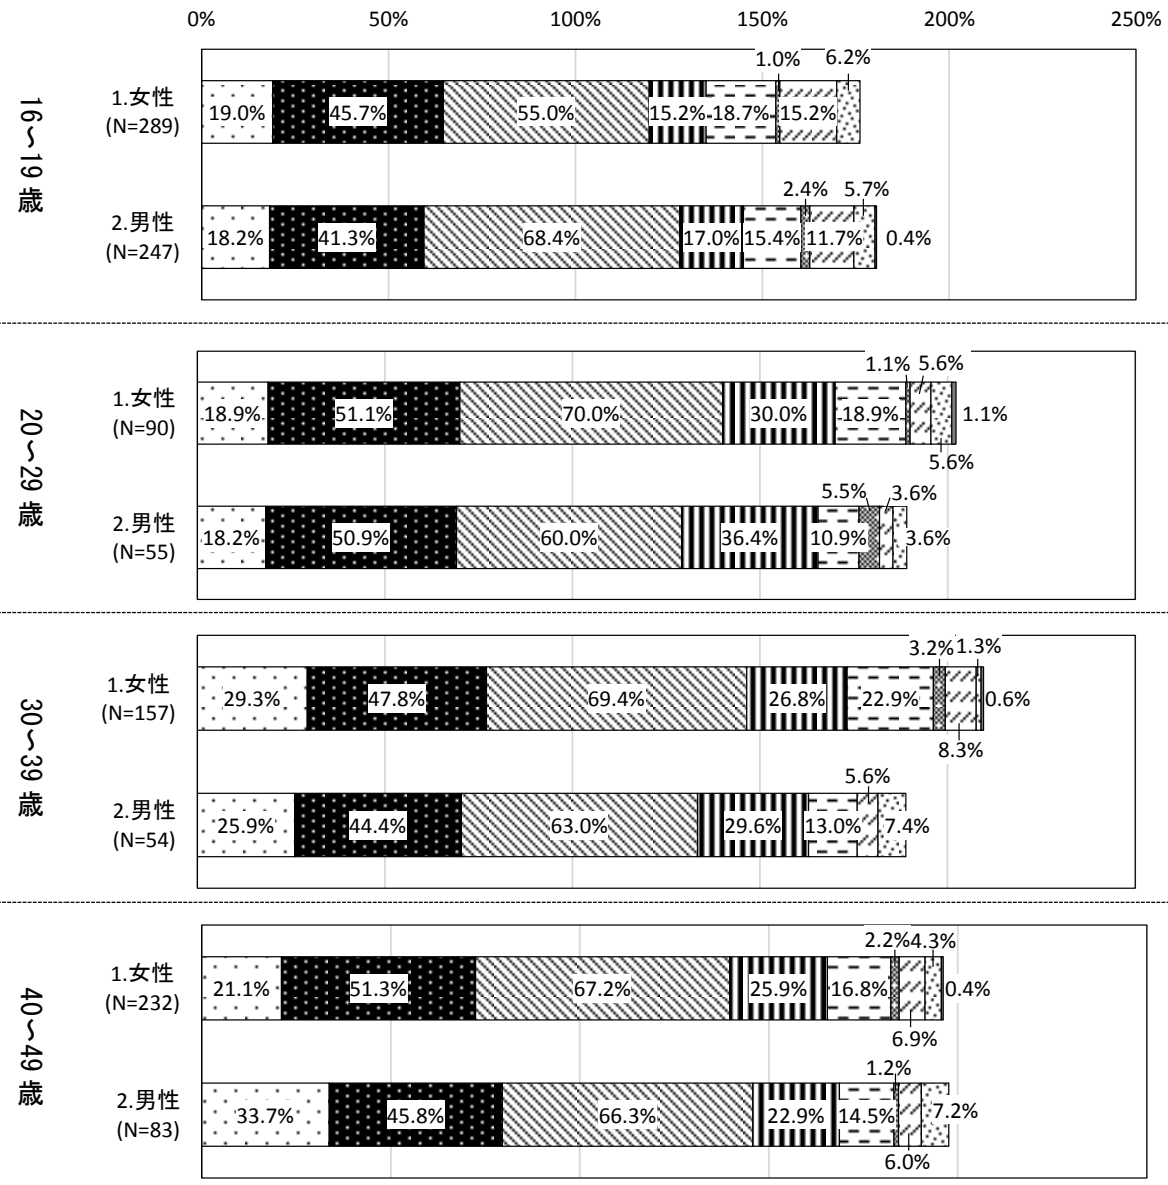 0% 50% 100% 150% 200% 250%
16～19 歳
1.0% 6.2%
1.女性
(N=289)
19.0% 45.7% 55.0% 15.2% 18.7% 15.2%
2.4% 5.7%
2.男性
(N=247)
18.2% 41.3% 68.4% 17.0% 15.4% 11.7% 0.4%
20～29 歳
1.1% 5.6%
1.女性
(N=90)
18.9% 51.1% 70.0% 30.0% 18.9% 1.1%
5.6%
5.5% 3.6%
2.男性
(N=55)
18.2% 50.9% 60.0% 36.4% 10.9% 3.6%
30～39 歳
3.2% 1.3%
1.女性
(N=157)
29.3% 47.8% 69.4% 26.8% 22.9% 0.6%
8.3%
5.6%
2.男性
(N=54)
25.9% 44.4% 63.0% 29.6% 13.0% 7.4%
40～49 歳
2.2% 4.3%
1.女性
(N=232)
21.1% 51.3% 67.2% 25.9% 16.8% 0.4%
6.9%
1.2%
2.男性
(N=83)
33.7% 45.8% 66.3% 22.9% 14.5% 7.2%
6.0%